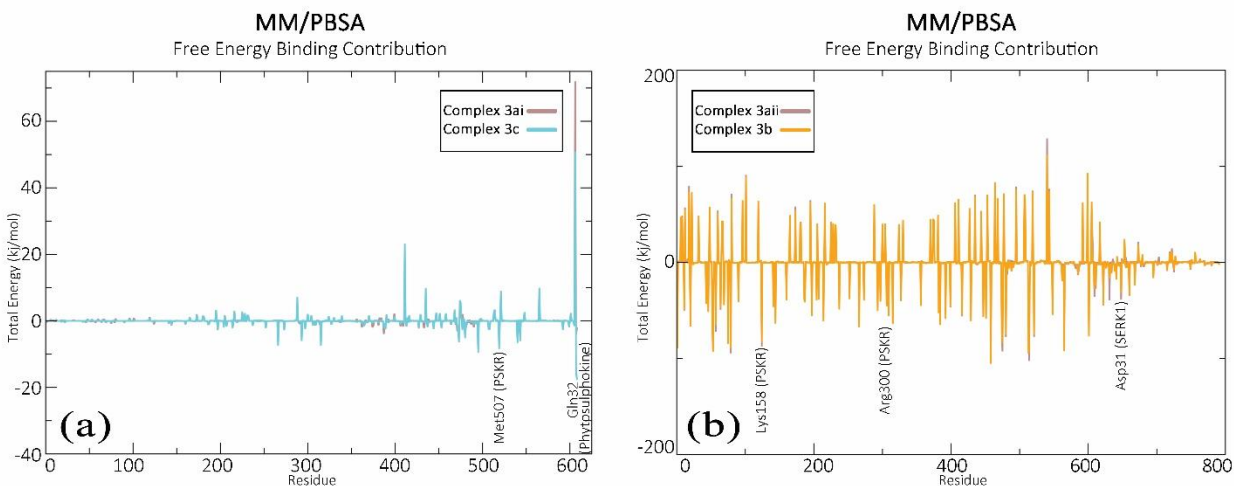 MM/PBSA
Free Energy Binding Contribution
Complex 3ai
Complex 3c
Total Energy (kj/mol)
60
40
20
0
-20
-40
0
100
200
300
400
500
600
Residue
Met507 (PSKR)
Gln32
(Phytpsulphokine)
(a)
MM/PBSA
Free Energy Binding Contribution
Complex 3aii
Complex 3b
Total Energy (kj/mol)
200
0
-200
0
200
400
600
800
Residue
Lys158 (PSKR)
Arg300 (PSKR)
Asp31 (SERK1)
(b)